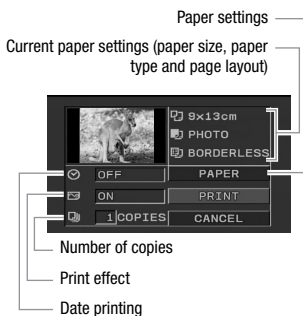 Paper settings
Current paper settings (paper size, paper
type and page layout)
9x13cm
PHOTO
BORDERLESS
OFF
PAPER
ON
PRINT
1 COPIES
CANCEL
Number of copies
Print effect
Date printing